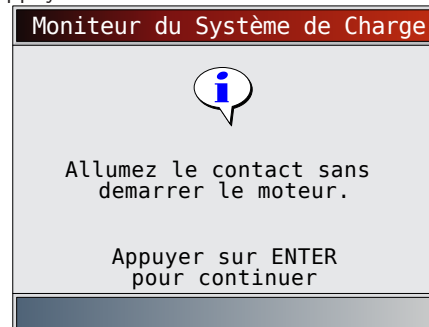 Moniteur du Système de Charge
i
Allumez le contact sans
demarrer le moteur.
Appuyer sur ENTER
pour continuer